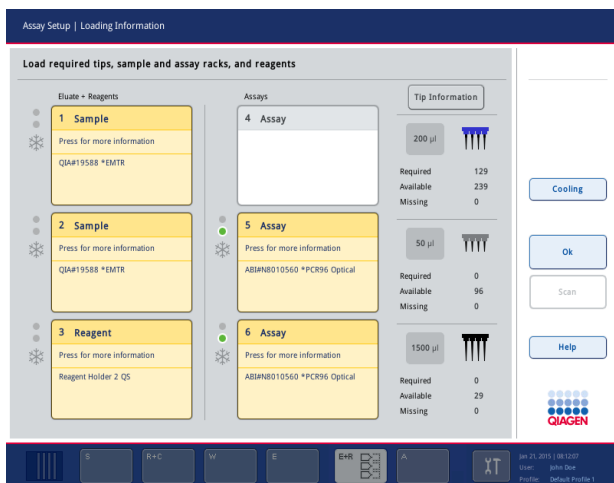 Assay Setup | Loading Information
Load required tips, sample and assay racks, and reagents
Eluate + Reagents
Assays
Tip Information
1 Sample
Press for more information
QIA#19588 *EMTR
4 Assay
200 µl
Required 129
Available 239
Missing 0
2 Sample
Press for more information
QIA#19588 *EMTR
5 Assay
Press for more information
ABI#N8010560 *PCR96 Optical
50 µl
Required 0
Available 96
Missing 0
3 Reagent
Press for more information
Reagent Holder 2 QS
6 Assay
Press for more information
ABI#N8010560 *PCR96 Optical
1500 µl
Required 0
Available 29
Missing 0
Cooling
Ok
Scan
Help
QIAGEN
S
R+C
W
E
E+R
A
Jan 21, 2015 | 08:12:07
User: John Doe
Profile: Default Profile 1